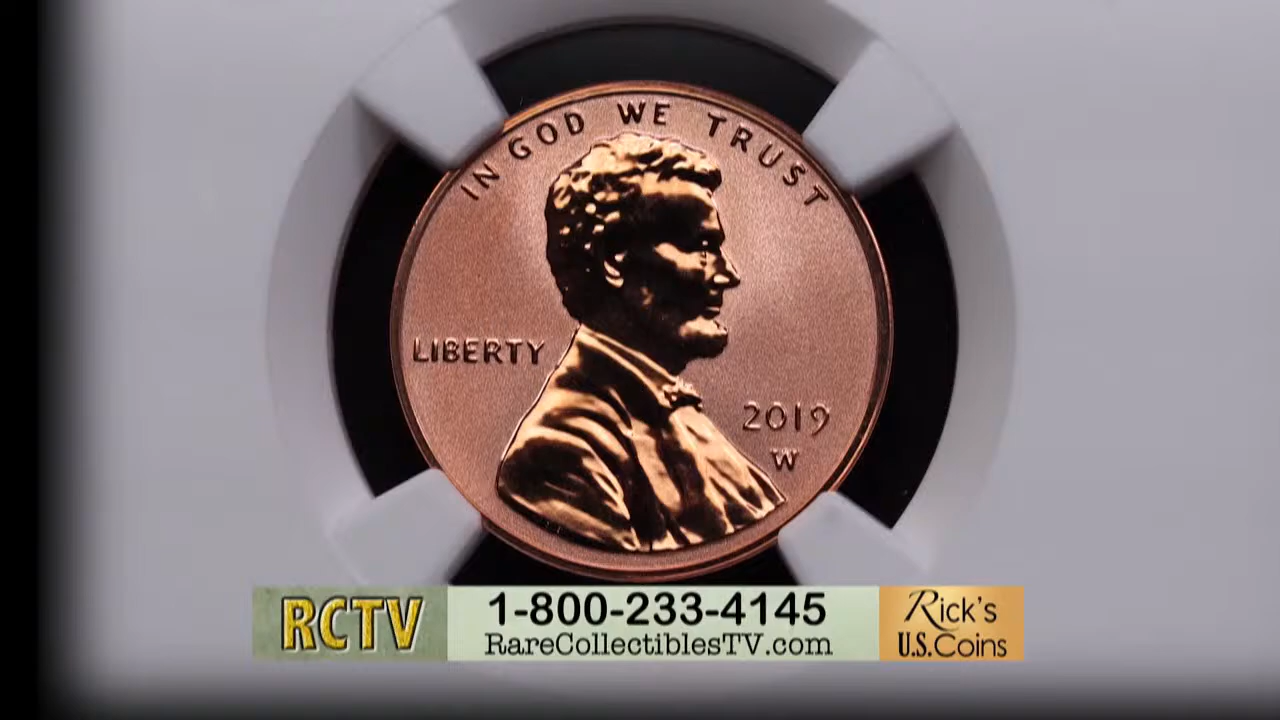 IN GOD WE TRUST
LIBERTY
2019
W
RCTV
1-800-233-4145
RareCollectiblesTV.com
Rick's
U.S. Coins